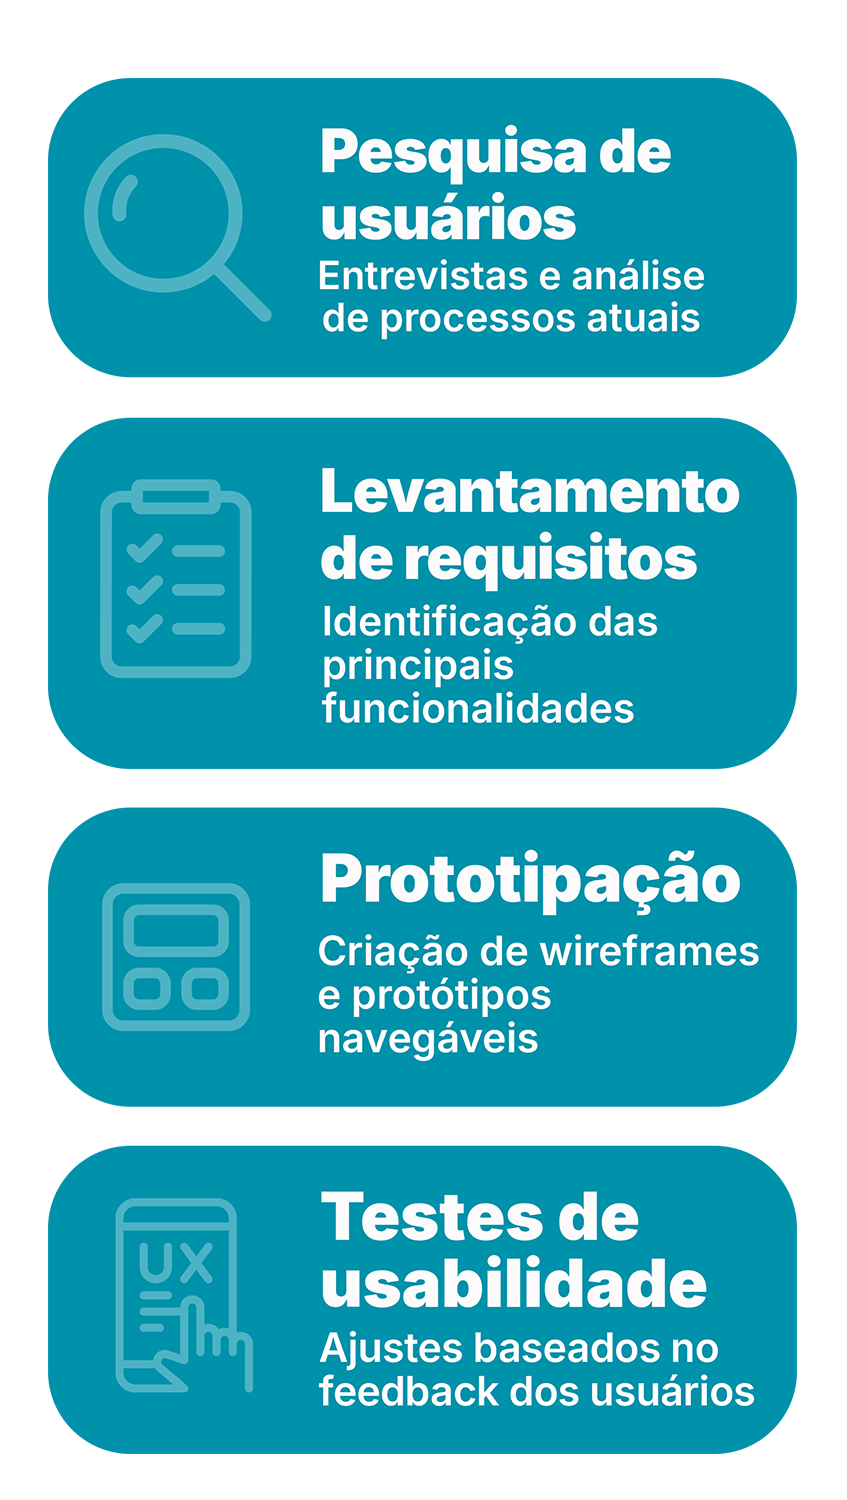 Pesquisa de
usuários
Entrevistas e análise
de processos atuais
Levantamento
de requisitos
Identificação das
principais
funcionalidades
Prototipação
Criação de wireframes
e protótipos
navegáveis
UX
Testes de
usabilidade
Ajustes baseados no
feedback dos usuários